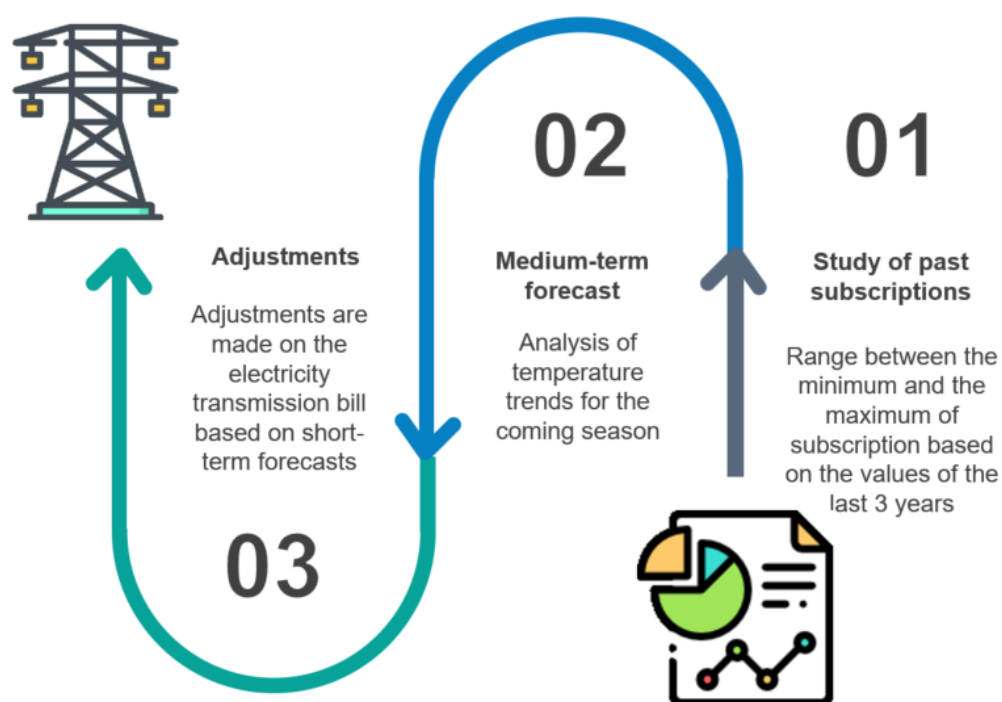 01
Study of past
subscriptions
Range between the
minimum and the
maximum of
subscription based
on the values of the
last 3 years
02
Medium-term
forecast
Analysis of
temperature
trends for the
coming season
Adjustments
Adjustments are
made on the
electricity
transmission bill
based on short-
term forecasts
03